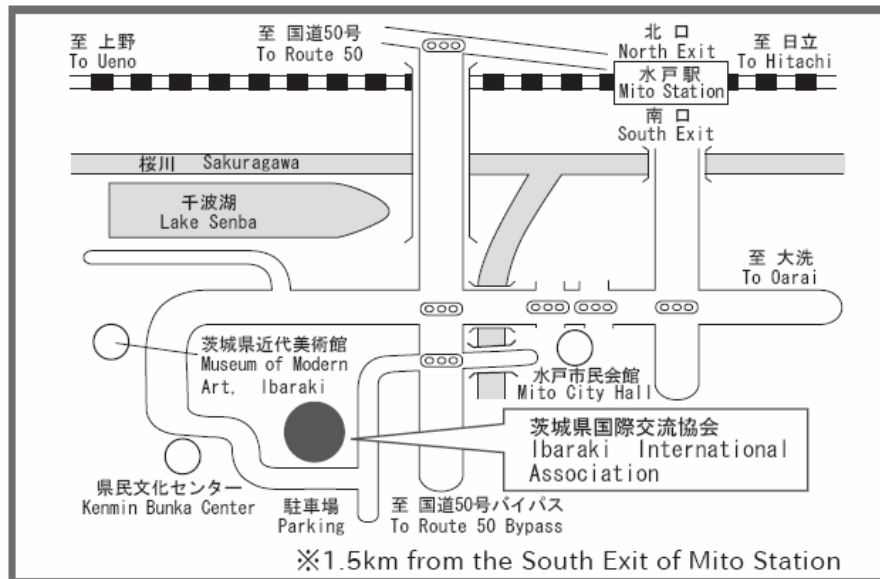 至 上野
To Ueno
至 国道50号
To Route 50
北 口
North Exit
至 日立
To Hitachi
水戸駅
Mito Station
南 口
South Exit
桜川 Sakuragawa
千波湖
Lake Senba
至 大洗
To Oarai
茨城県近代美術館
Museum of Modern
Art, Ibaraki
水戸市民会館
Mito City Hall
茨城県国際交流協会
Ibaraki International
Association
県民文化センター
Kenmin Bunka Center
駐車場
Parking
至 国道50号バイパス
To Route 50 Bypass
※1.5km from the South Exit of Mito Station